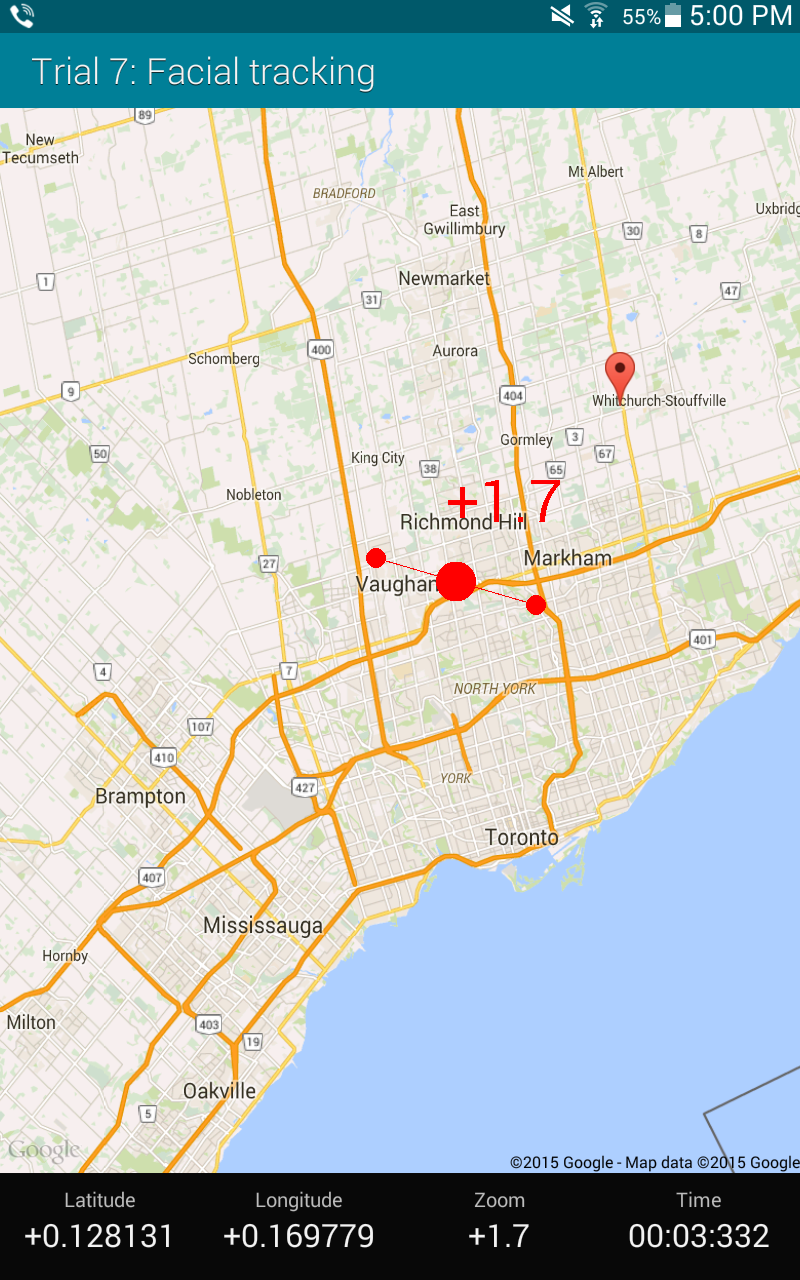 55% 5:00 PM
Trial 7: Facial tracking
89
New
Tecumseth
Mt Albert
BRADFORD
East
Gwillimbury
Uxbridg
30
8
Newmarket
1
31
47
400
Aurora
Schomberg
9
404
Whitchurch-Stouffville
Gormley
3
50
King City
38
65
67
Nobleton
+1.7
Richmond Hill
27
Markham
Vaughan
401
4
7
NORTH YORK
107
410
427
YORK
Brampton
Toronto
407
Mississauga
Hornby
Milton
403
19
Oakville
5
Google
©2015 Google - Map data ©2015 Google
Latitude Longitude Zoom Time
+0.128131 +0.169779 +1.7 00:03:332